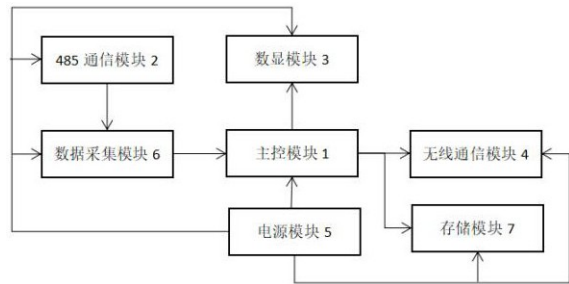 485 通信模块 2
数显模块 3
数据采集模块 6
主控模块 1
无线通信模块 4
电源模块 5
存储模块 7